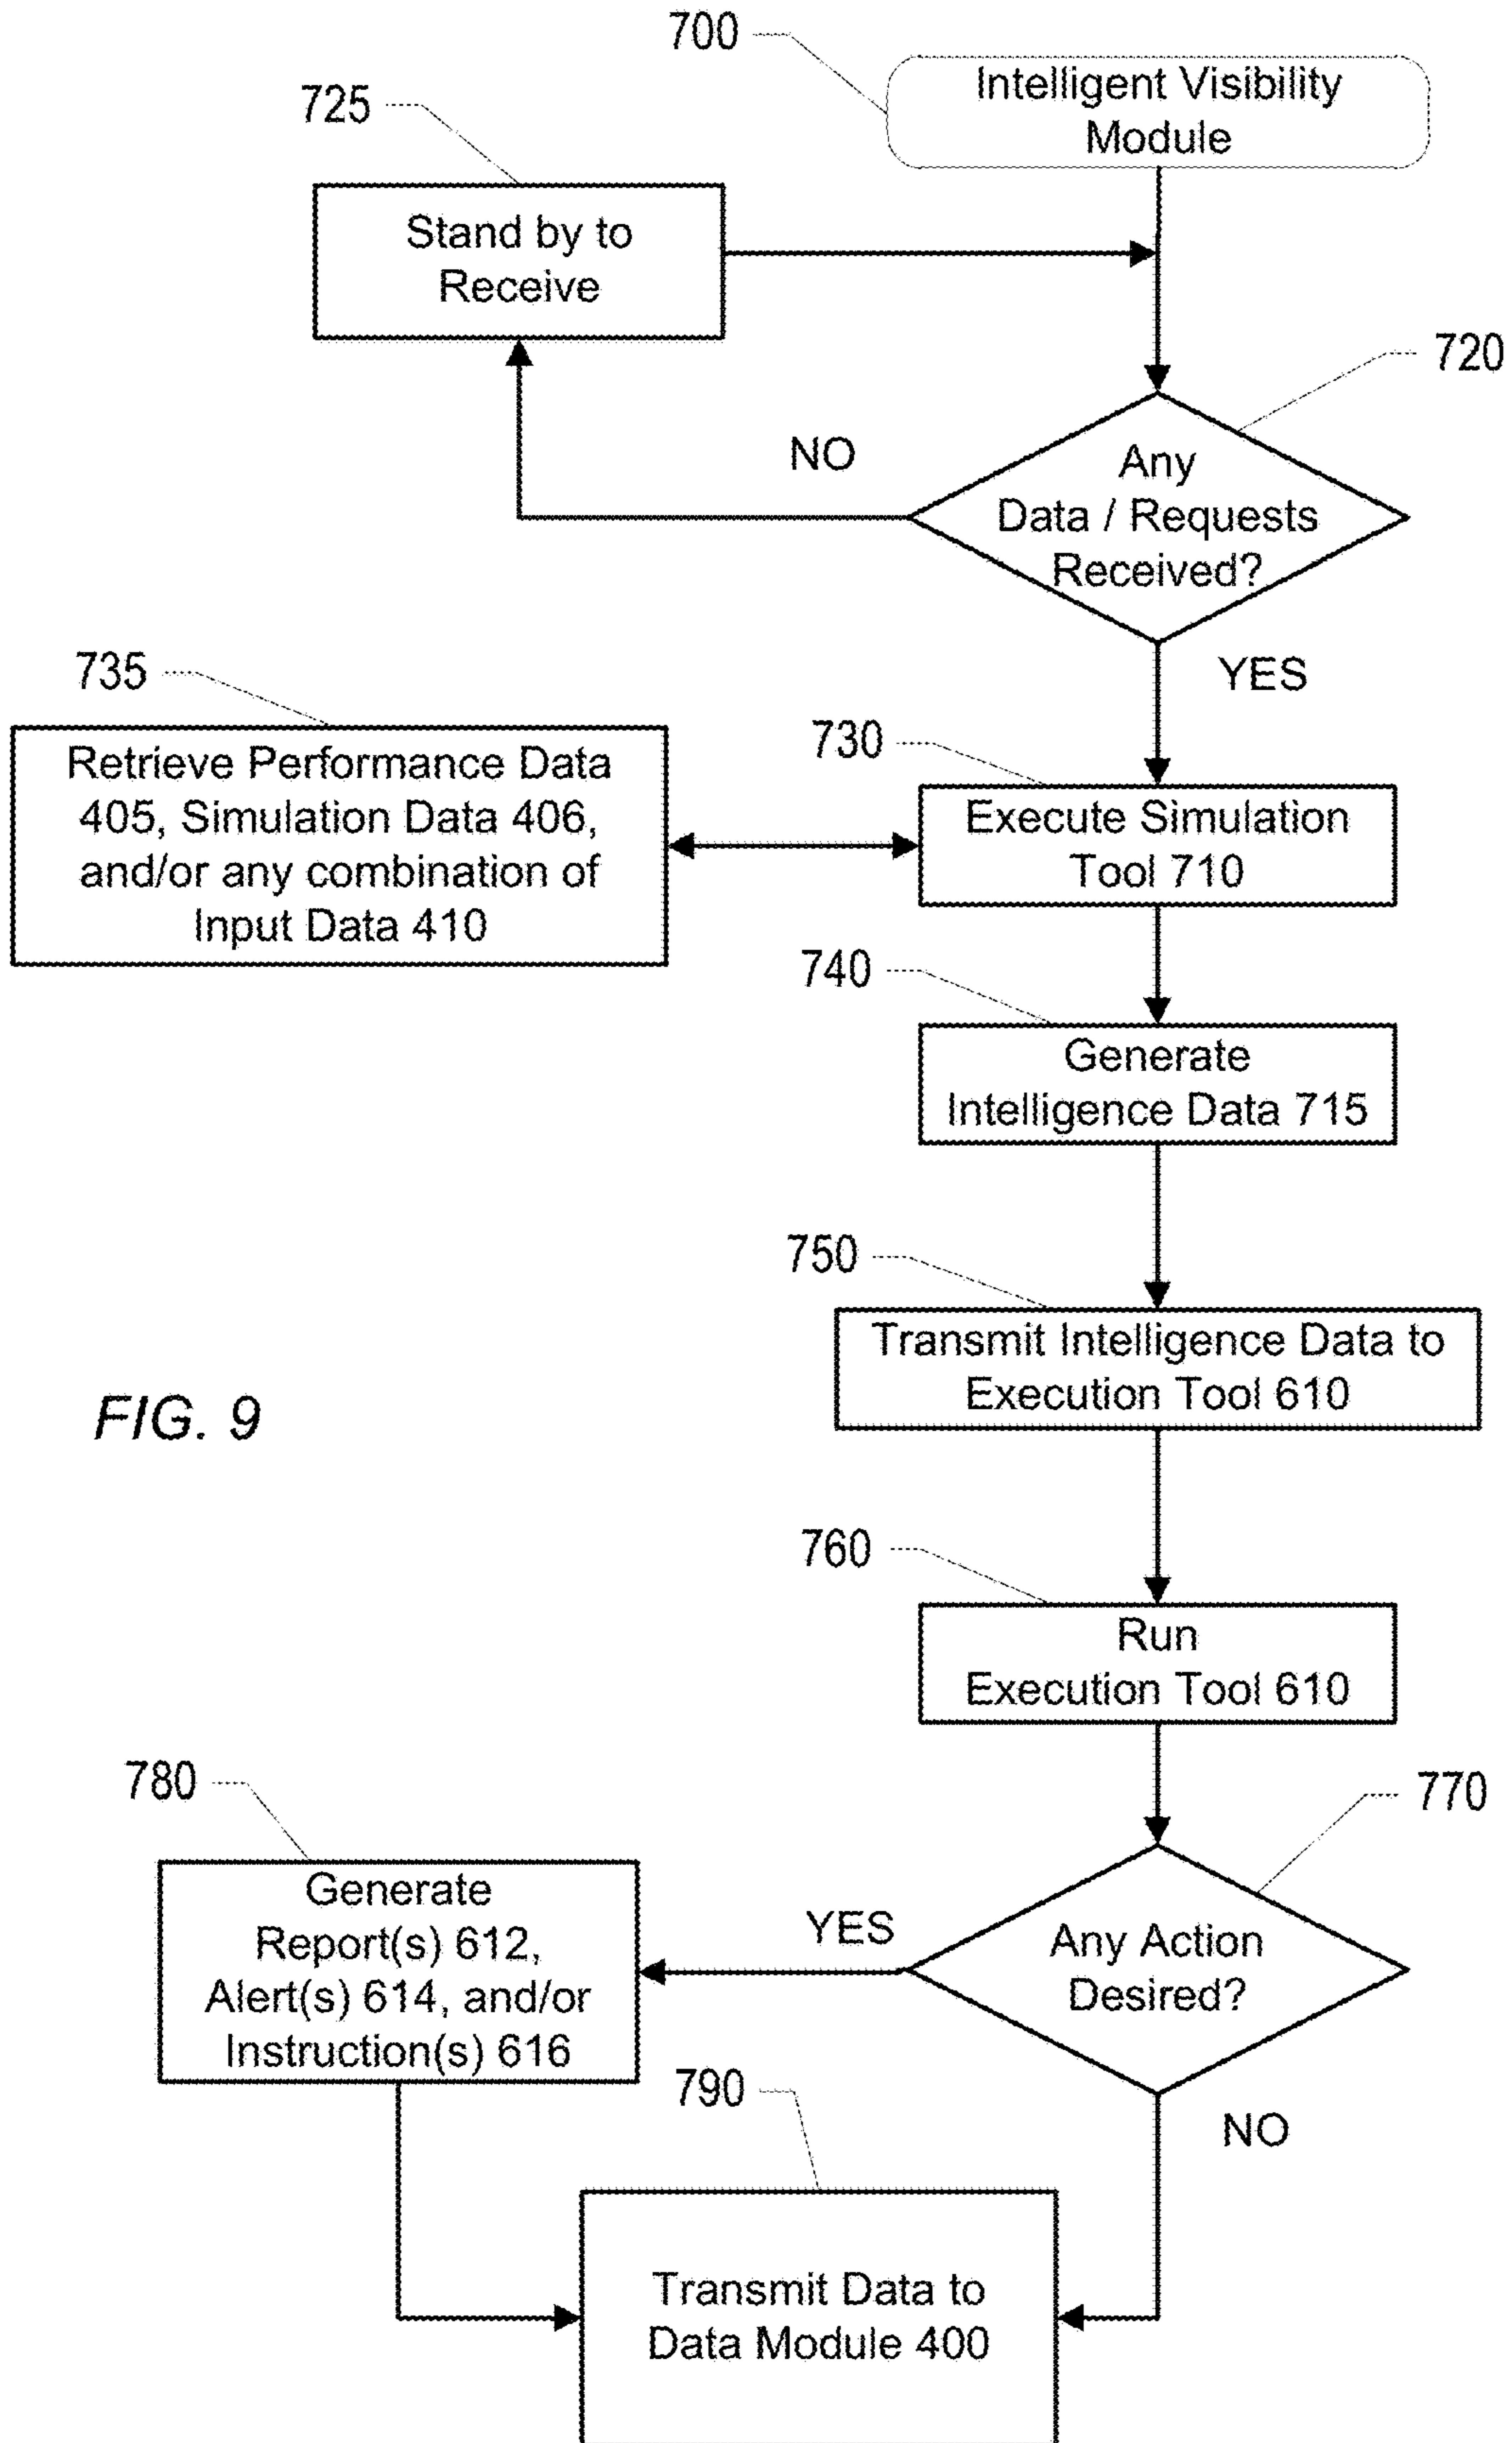 700
Intelligent Visibility
Module
725
Stand by to
Receive
720
NO
Any
Data / Requests
Received?
YES
735
Retrieve Performance Data
405, Simulation Data 406,
and/or any combination of
Input Data 410
730
Execute Simulation
Tool 710
740
Generate
Intelligence Data 715
750
Transmit Intelligence Data to
Execution Tool 610
FIG. 9
760
Run
Execution Tool 610
770
Any Action
Desired?
YES
780
Generate
Report(s) 612,
Alert(s) 614, and/or
Instruction(s) 616
NO
790
Transmit Data to
Data Module 400